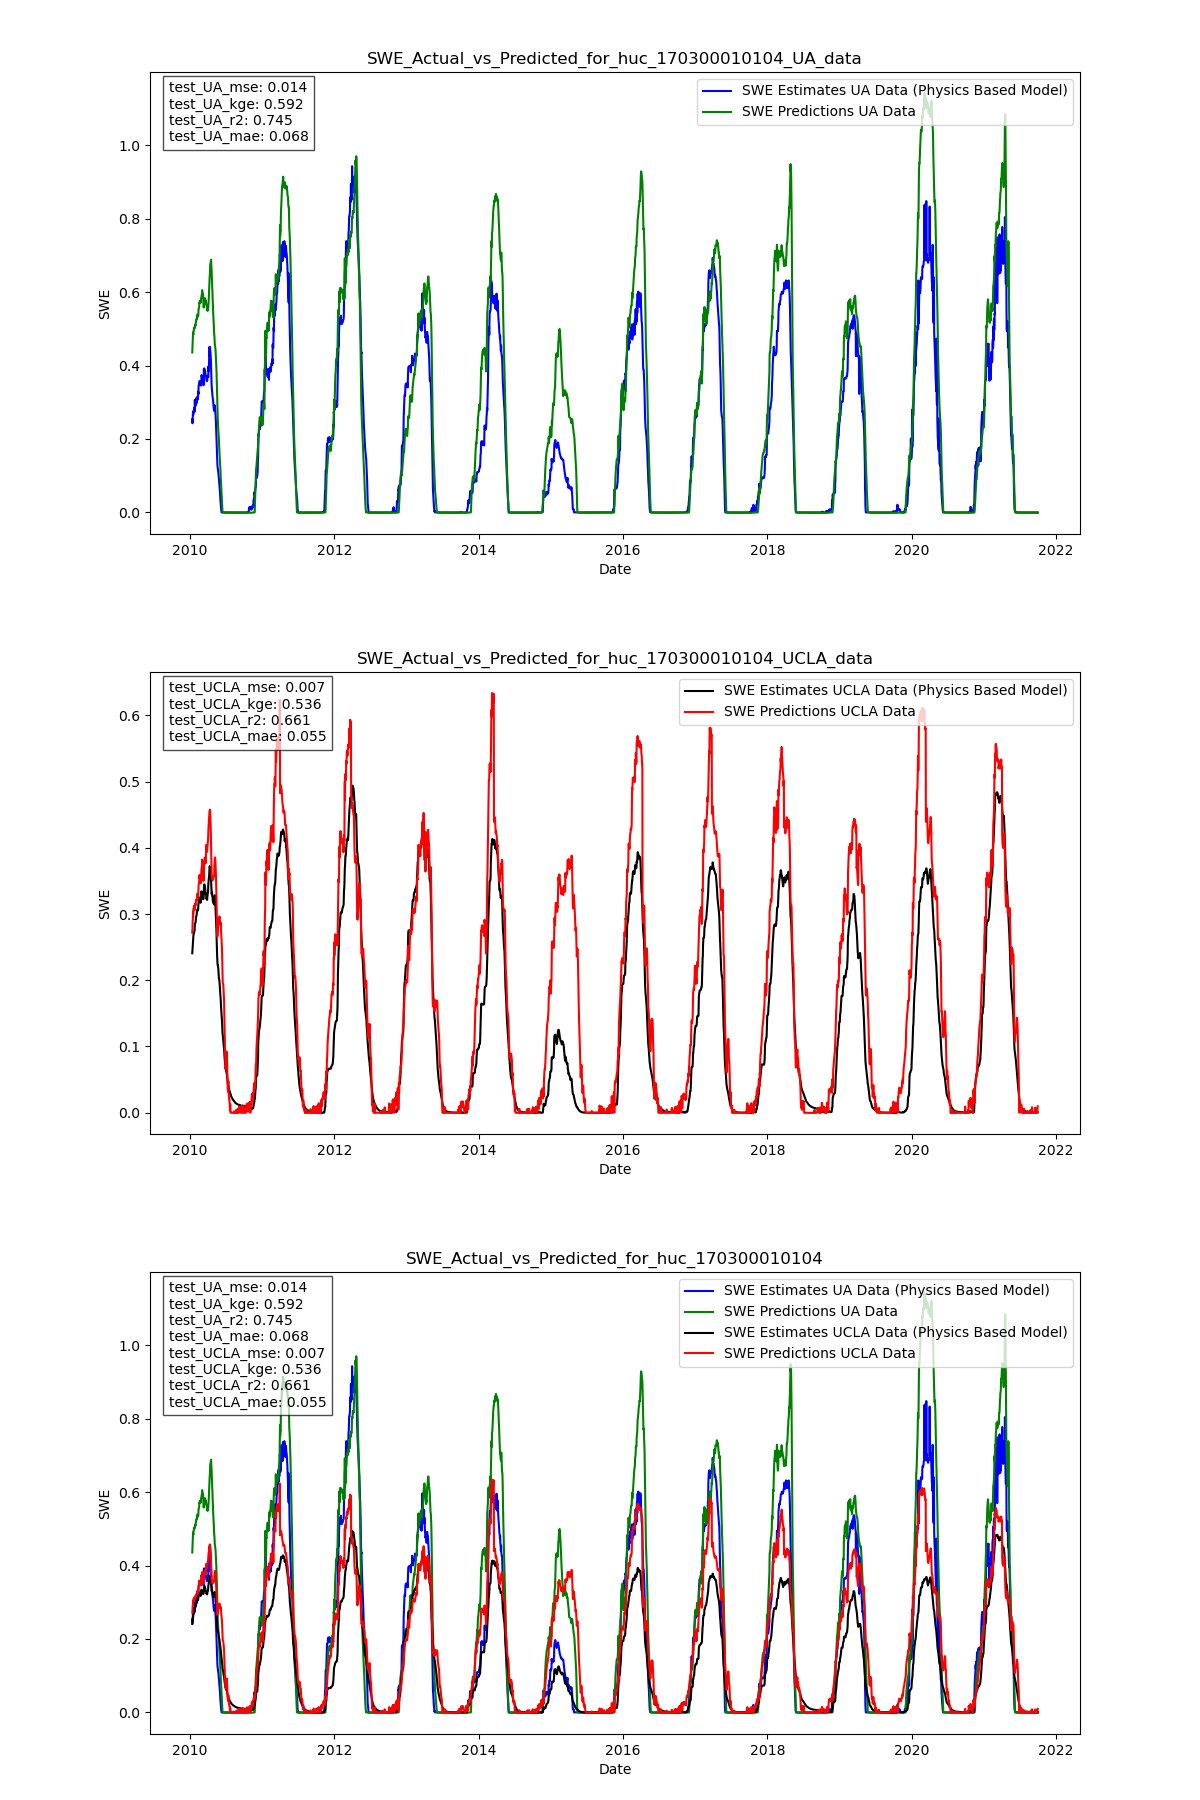 SWE_Actual_vs_Predicted_for_huc_170300010104_UA_data
test_UA_mse: 0.014
test_UA_kge: 0.592
test_UA_r2: 0.745
test_UA_mae: 0.068
SWE Estimates UA Data (Physics Based Model)
SWE Predictions UA Data
1.0
0.8
0.6
0.4
0.2
0.0
SWE
2010 2012 2014 2016 2018 2020 2022
Date
SWE_Actual_vs_Predicted_for_huc_170300010104_UCLA_data
test_UCLA_mse: 0.007
test_UCLA_kge: 0.536
test_UCLA_r2: 0.661
test_UCLA_mae: 0.055
SWE Estimates UCLA Data (Physics Based Model)
SWE Predictions UCLA Data
0.6
0.5
0.4
0.3
0.2
0.1
0.0
SWE
2010 2012 2014 2016 2018 2020 2022
Date
SWE_Actual_vs_Predicted_for_huc_170300010104
test_UA_mse: 0.014
test_UA_kge: 0.592
test_UA_r2: 0.745
test_UA_mae: 0.068
test_UCLA_mse: 0.007
test_UCLA_kge: 0.536
test_UCLA_r2: 0.661
test_UCLA_mae: 0.055
SWE Estimates UA Data (Physics Based Model)
SWE Predictions UA Data
SWE Estimates UCLA Data (Physics Based Model)
SWE Predictions UCLA Data
1.0
0.8
0.6
0.4
0.2
0.0
SWE
2010 2012 2014 2016 2018 2020 2022
Date